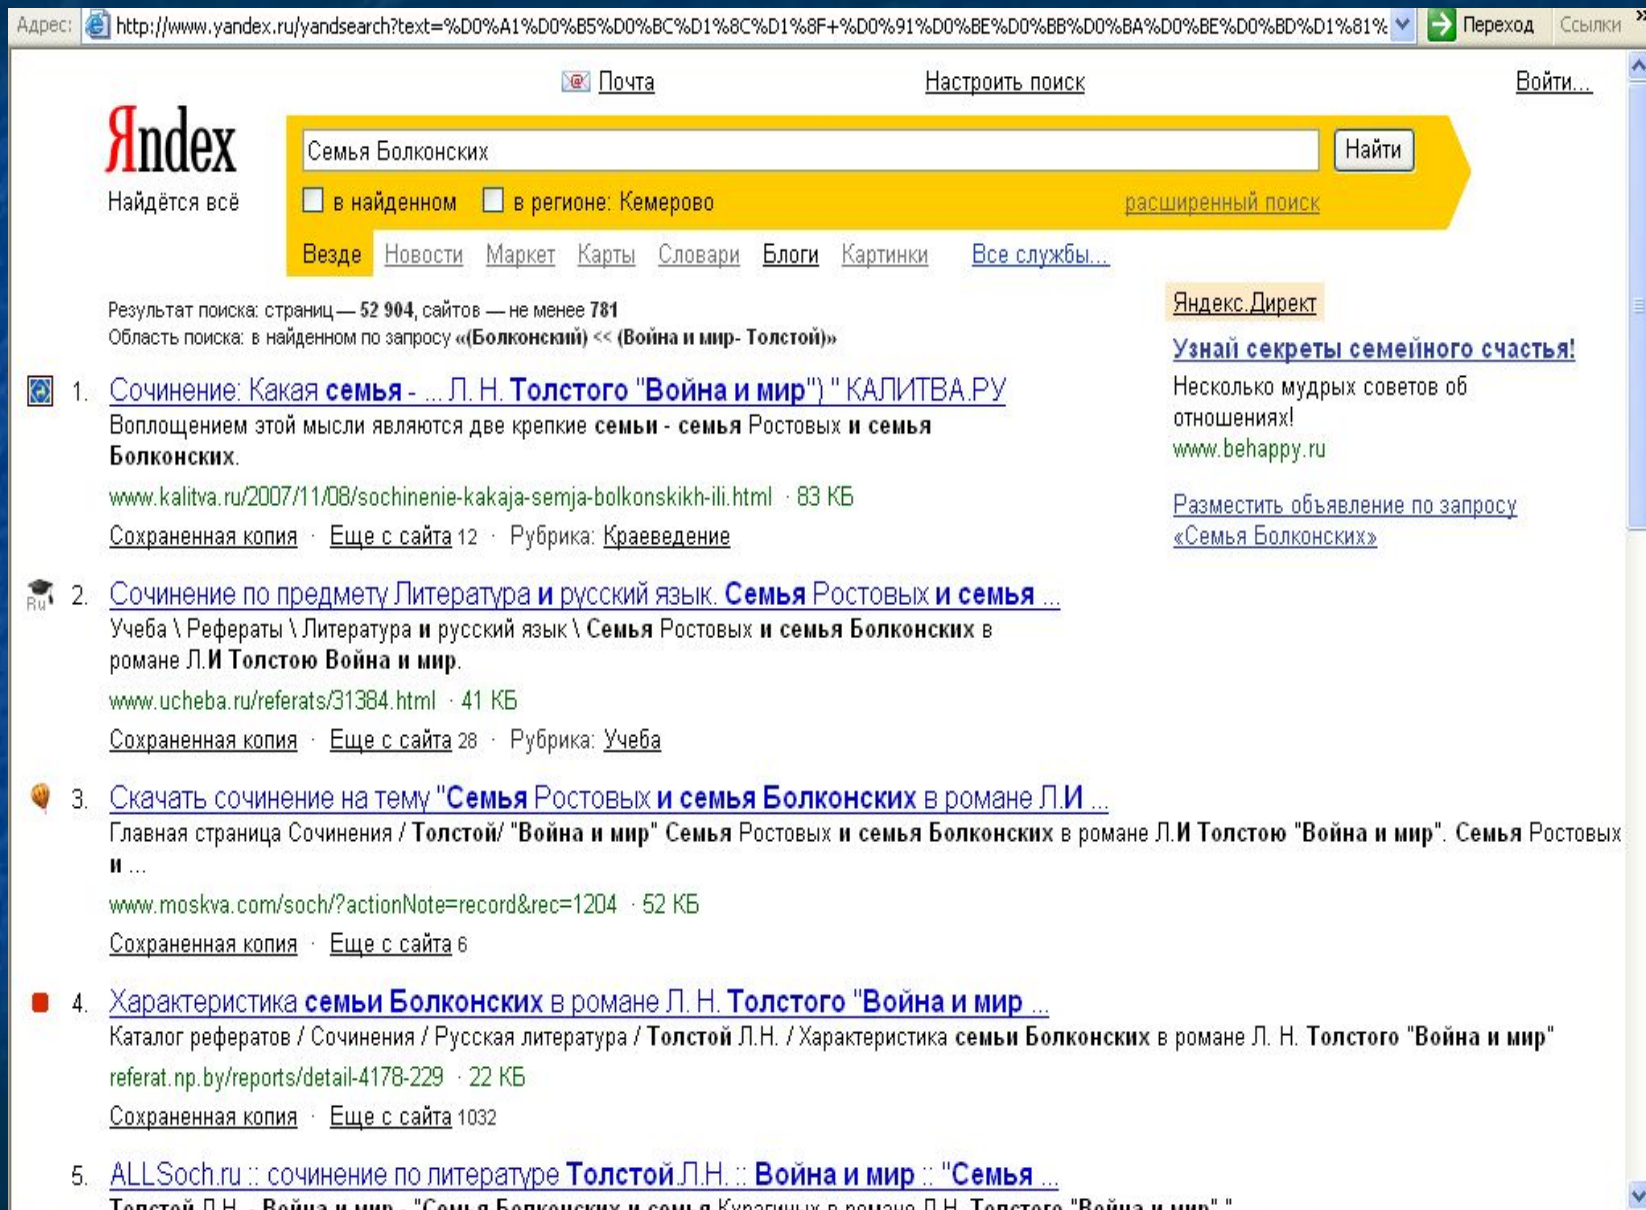 Адрес: http://www.yandex.ru/yandsearch?text=%D0%A1%D0%B5%D0%BC%D1%8C%D1%8F+%D0%91%D0%BE%D0%BB%D0%BA%D0%BE%D0%BD%D1%81% Переход Ссылки »
Почта Настроить поиск Войти...
Яndex
Семья Болконских Найти
Найдётся всё
в найденном в регионе: Кемерово расширенный поиск
Везде Новости Маркет Карты Словари Блоги Картинки Все службы...
Результат поиска: страниц — 52 904, сайтов — не менее 781
Область поиска: в найденном по запросу «(Болконский) << (Война и мир- Толстой)»
Яндекс.Директ
Узнай секреты семейного счастья!
Несколько мудрых советов об
отношениях!
www.behappy.ru
Разместить объявление по запросу
«Семья Болконских»
1. Сочинение: Какая семья - ... Л. Н. Толстого "Война и мир") " КАЛИТВА.РУ
Воплощением этой мысли являются две крепкие семьи - семья Ростовых и семья
Болконских.
www.kalitva.ru/2007/11/08/sochinenie-kakaja-semja-bolkonskikh-ili.html · 83 КБ
Сохраненная копия · Еще с сайта 12 · Рубрика: Краеведение
Ru 2. Сочинение по предмету Литература и русский язык. Семья Ростовых и семья ...
Учеба \ Рефераты \ Литература и русский язык \ Семья Ростовых и семья Болконских в
романе Л.И Толстою Война и мир.
www.ucheba.ru/referats/31384.html · 41 КБ
Сохраненная копия · Еще с сайта 28 · Рубрика: Учеба
3. Скачать сочинение на тему "Семья Ростовых и семья Болконских в романе Л.И ...
Главная страница Сочинения / Толстой/ "Война и мир" Семья Ростовых и семья Болконских в романе Л.И Толстою "Война и мир". Семья Ростовых
и ...
www.moskva.com/soch/?actionNote=record&rec=1204 · 52 КБ
Сохраненная копия · Еще с сайта 6
4. Характеристика семьи Болконских в романе Л. Н. Толстого "Война и мир ...
Каталог рефератов / Сочинения / Русская литература / Толстой Л.Н. / Характеристика семьи Болконских в романе Л. Н. Толстого "Война и мир"
referat.np.by/reports/detail-4178-229 · 22 КБ
Сохраненная копия · Еще с сайта 1032
5. ALLSoch.ru :: сочинение по литературе Толстой Л.Н. :: Война и мир :: "Семья ...
Толстой Л.Н. - Война и мир - "Семья Болконских и семья Курагиных в романе Л.Н. Толстого "Война и мир" "